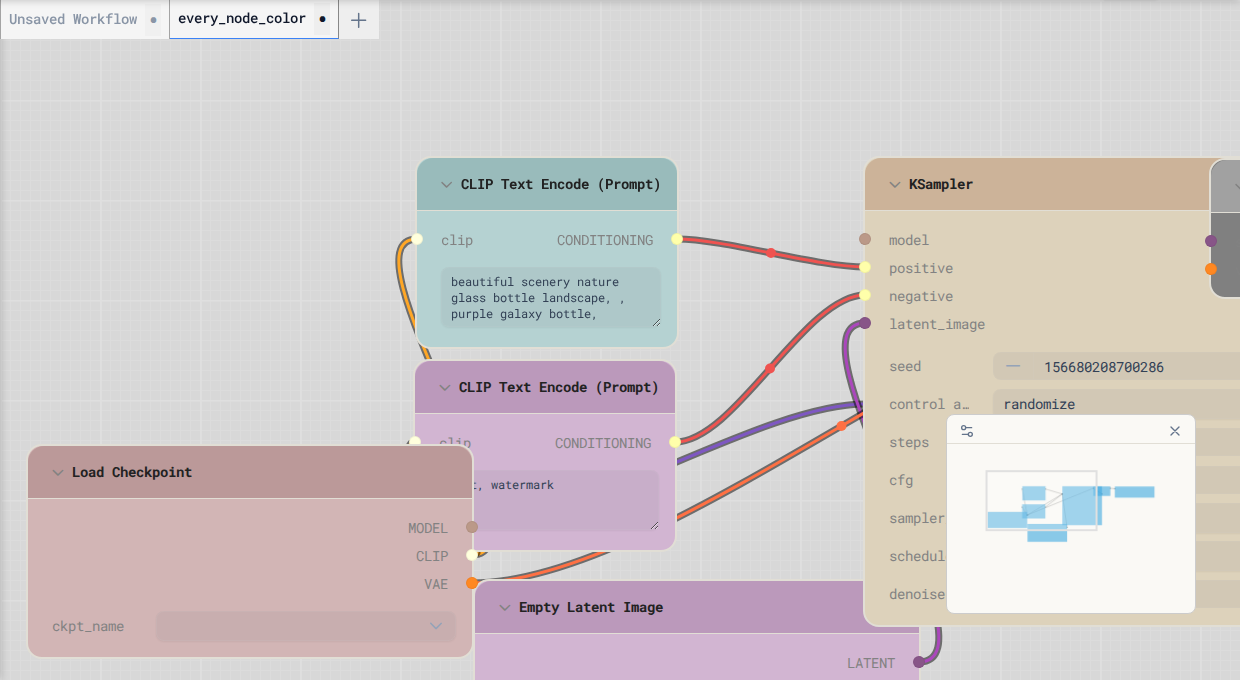 Unsaved Workflow
every_node_color
CLIP Text Encode (Prompt)
clip
CONDITIONING
beautiful scenery nature
glass bottle landscape, ,
purple galaxy bottle,
CLIP Text Encode (Prompt)
clip
CONDITIONING
, watermark
Load Checkpoint
MODEL
CLIP
VAE
ckpt_name
Empty Latent Image
LATENT
KSampler
model
positive
negative
latent_image
seed
156680208700286
control a…
randomize
steps
cfg
sampler
schedul
denoise